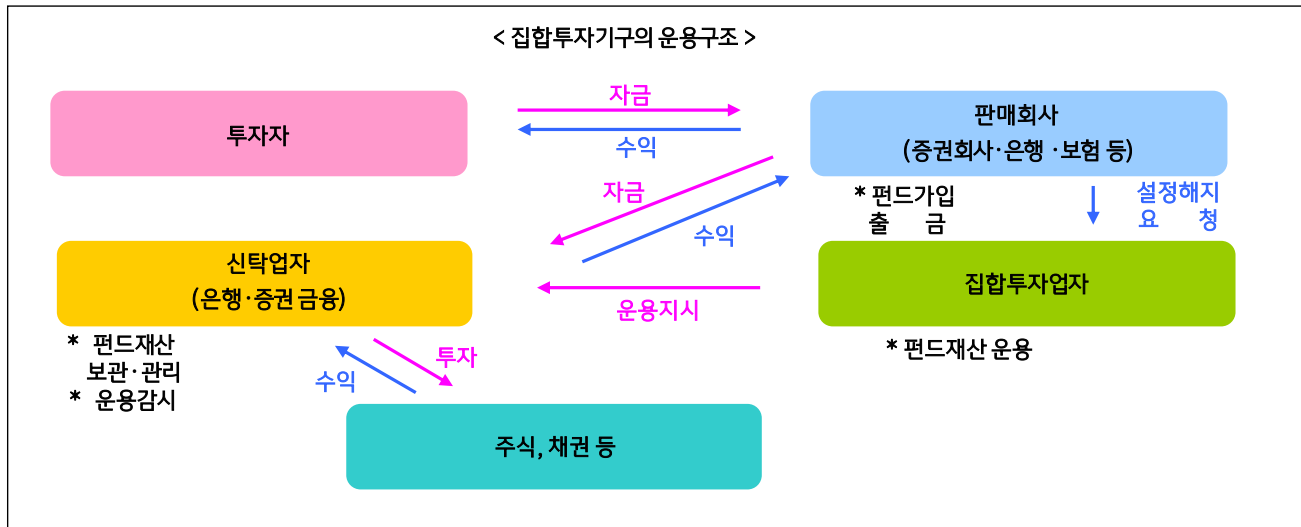 < 집합투자기구의 운용구조 >
투자자
자금
수익
판매회사
(증권회사·은행 ·보험 등)
자금
수익
* 펀드가입
출 금
설정해지
요 청
신탁업자
(은행·증권 금융)
운용지시
집합투자업자
* 펀드재산
보관·관리
* 운용감시
수익
투자
* 펀드재산 운용
주식, 채권 등